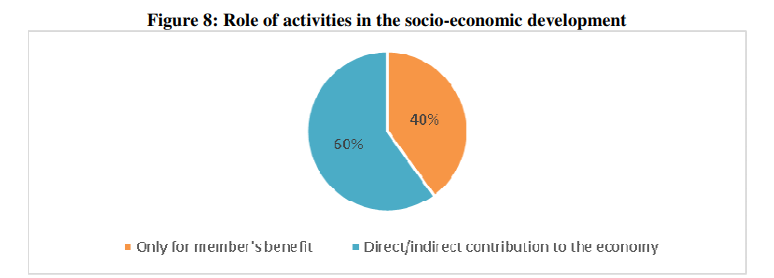 Figure 8: Role of activities in the socio-economic development
40%
60%
Only for member's benefit
Direct/indirect contribution to the economy